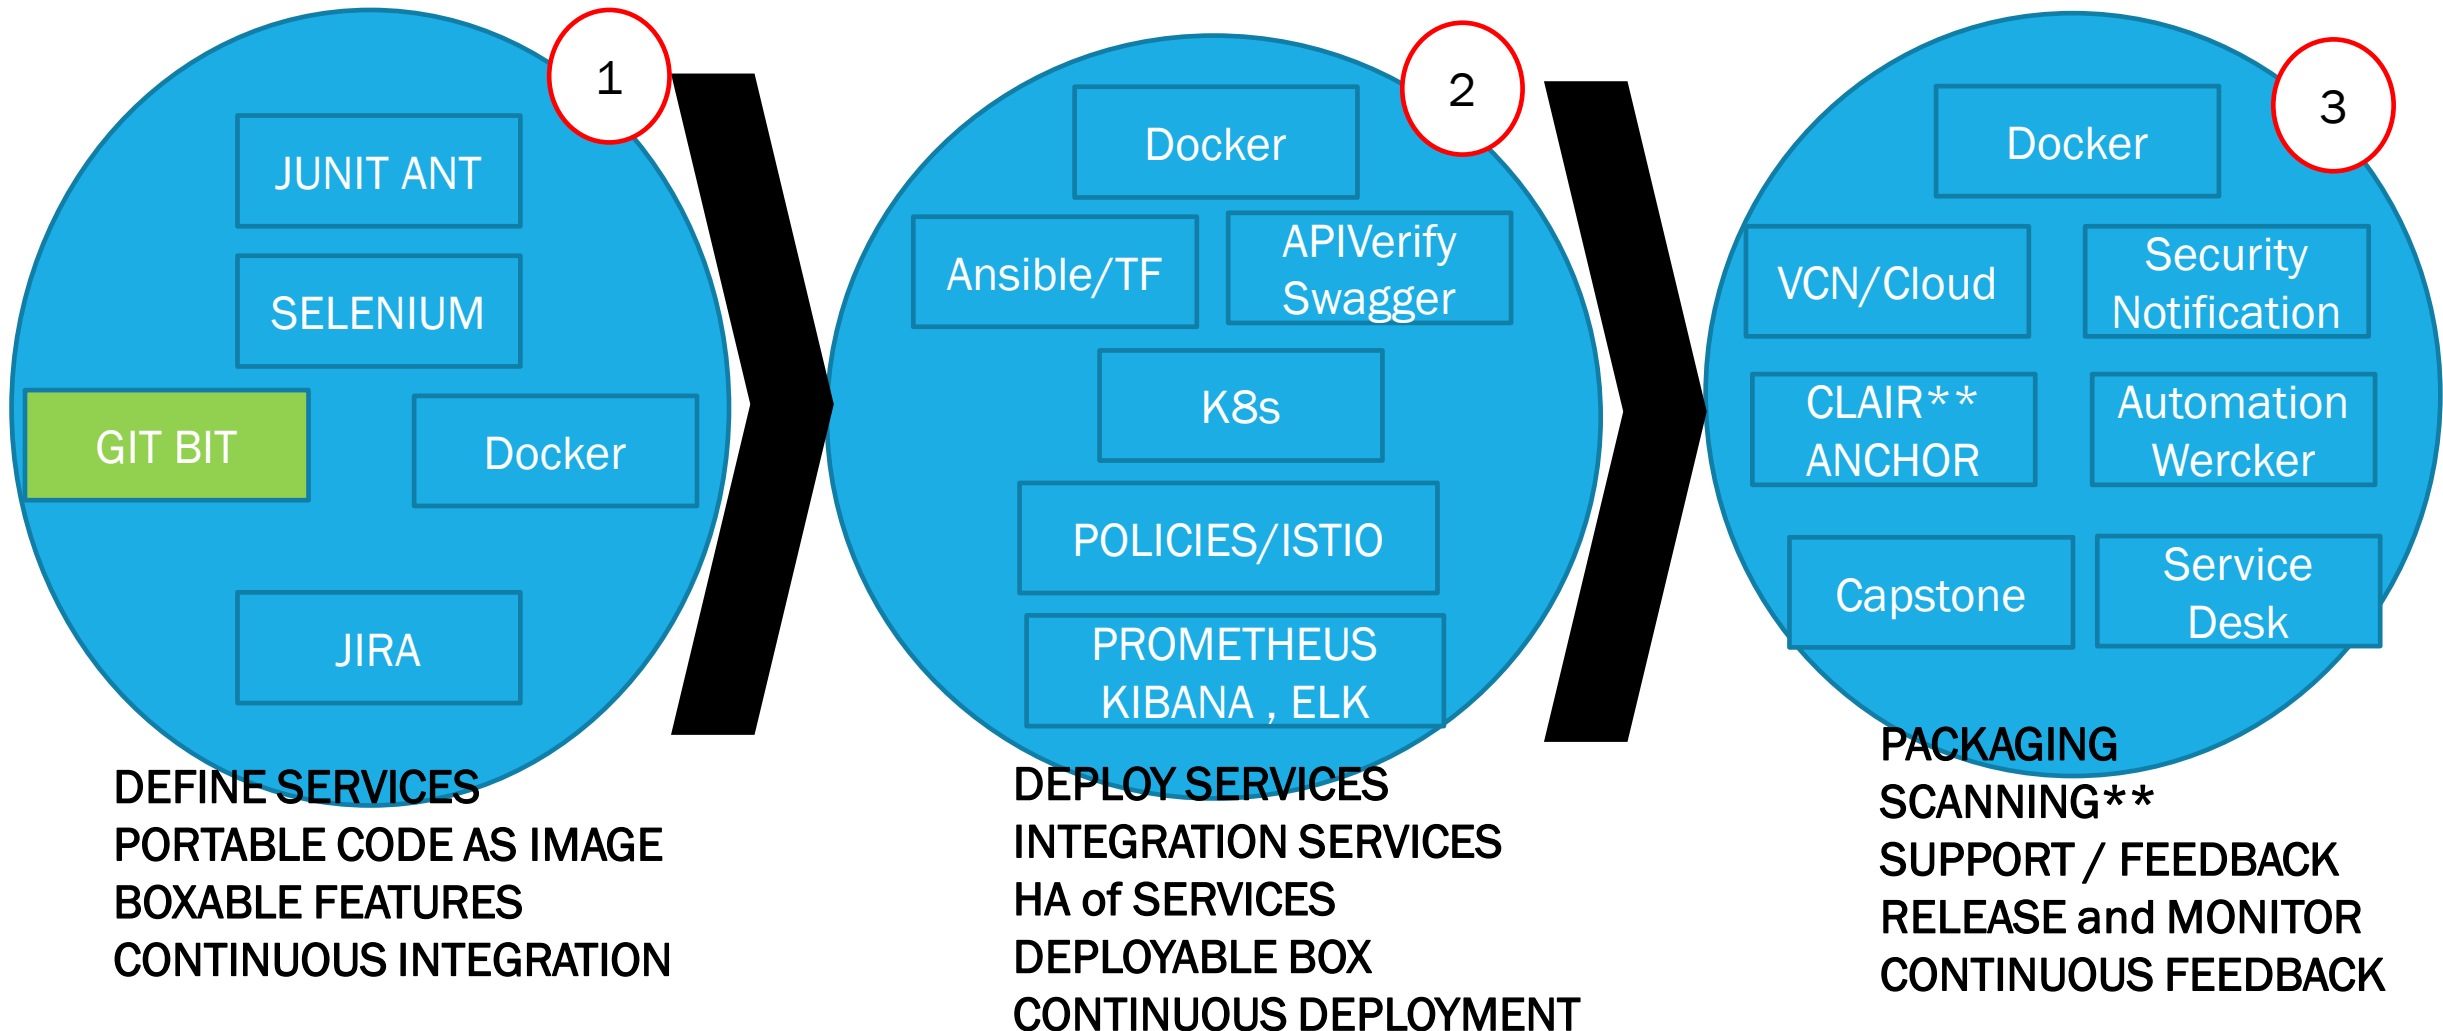 1
JUNIT ANT
SELENIUM
GIT BIT
Docker
JIRA
DEFINE SERVICES
PORTABLE CODE AS IMAGE
BOXABLE FEATURES
CONTINUOUS INTEGRATION
2
Docker
Ansible/TF
APIVerify
Swagger
K8s
POLICIES/ISTIO
PROMETHEUS
KIBANA , ELK
DEPLOY SERVICES
INTEGRATION SERVICES
HA of SERVICES
DEPLOYABLE BOX
CONTINUOUS DEPLOYMENT
3
Docker
VCN/Cloud
Security
Notification
CLAIR**
ANCHOR
Automation
Wercker
Capstone
Service
Desk
PACKAGING
SCANNING**
SUPPORT / FEEDBACK
RELEASE and MONITOR
CONTINUOUS FEEDBACK